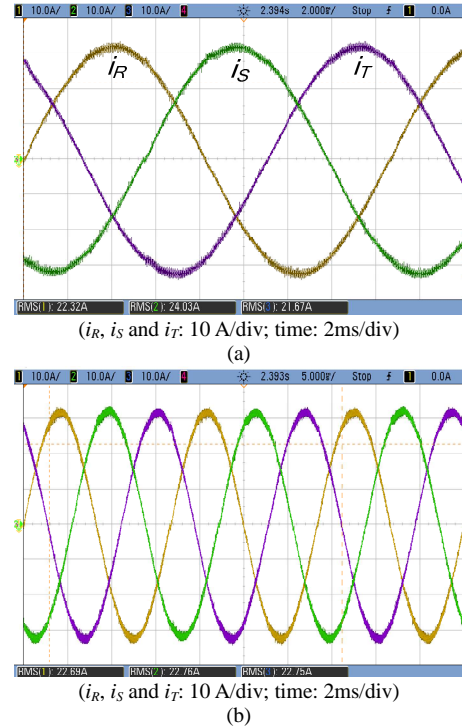 1 10.0A/ 2 10.0A/ 3 10.0A/ 4 2.394s 2.000s/ Stop 1 0.0A
iR iS iT
RMS(1): 22.32A RMS(2): 24.03A RMS(3): 21.67A
(iR, iS and iT: 10 A/div; time: 2ms/div)
(a)
1 10.0A/ 2 10.0A/ 3 10.0A/ 4 2.393s 5.000s/ Stop 1 0.0A
RMS(1): 22.69A RMS(2): 22.76A RMS(3): 22.75A
(iR, iS and iT: 10 A/div; time: 2ms/div)
(b)